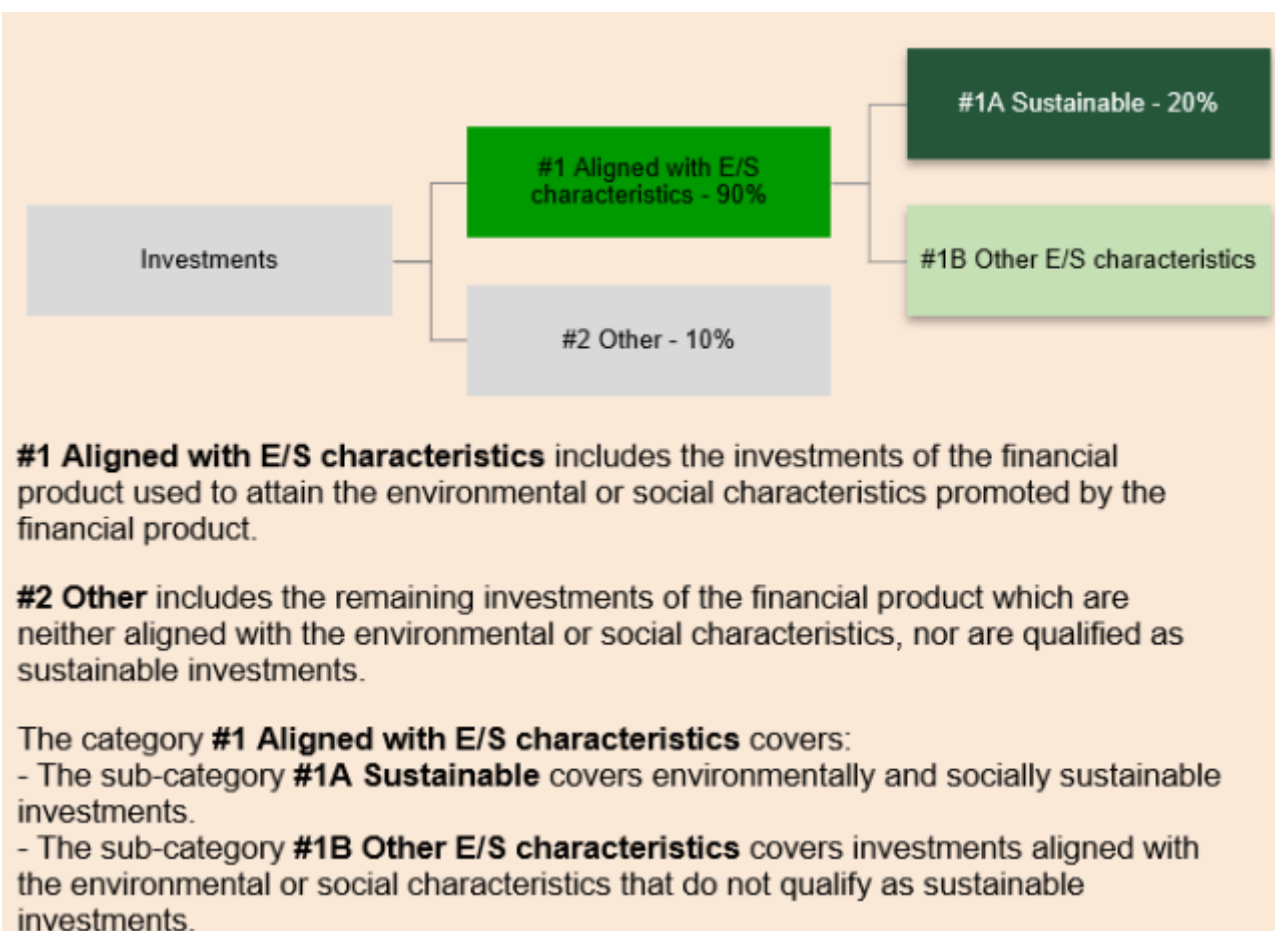 #1A Sustainable - 20%
#1 Aligned with E/S
characteristics - 90%
Investments
#1B Other E/S characteristics
#2 Other - 10%
#1 Aligned with E/S characteristics includes the investments of the financial
product used to attain the environmental or social characteristics promoted by the
financial product.
#2 Other includes the remaining investments of the financial product which are
neither aligned with the environmental or social characteristics, nor are qualified as
sustainable investments.
The category #1 Aligned with E/S characteristics covers:
- The sub-category #1A Sustainable covers environmentally and socially sustainable
investments.
- The sub-category #1B Other E/S characteristics covers investments aligned with
the environmental or social characteristics that do not qualify as sustainable
investments.